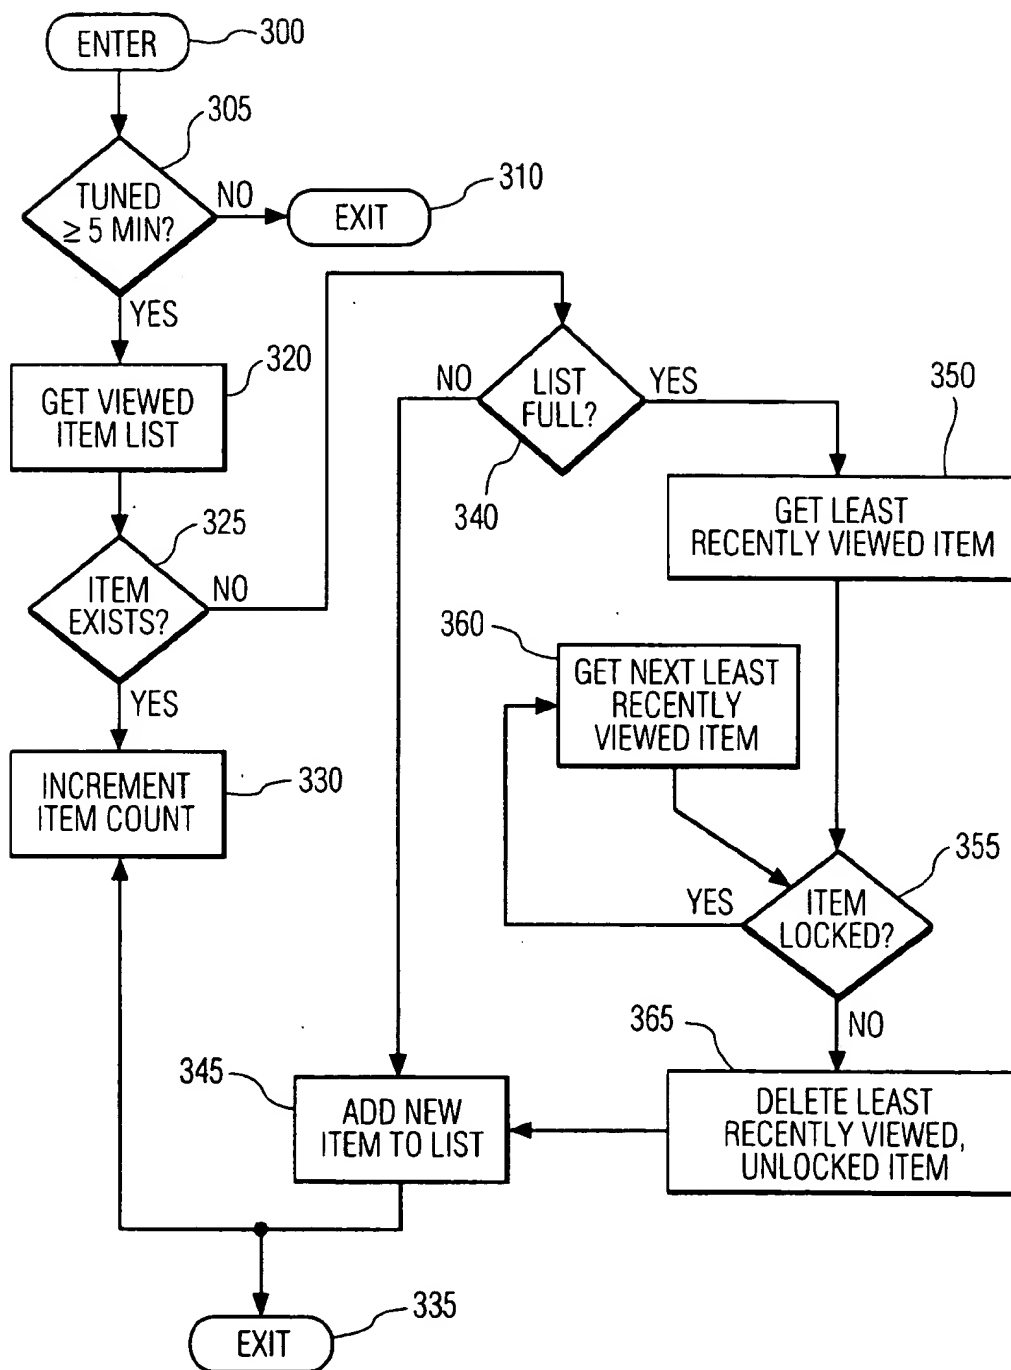 ENTER
300
305
TUNED
≥ 5 MIN?
NO
EXIT
310
YES
320
GET VIEWED
ITEM LIST
325
ITEM
EXISTS?
NO
YES
INCREMENT
ITEM COUNT
330
NO
LIST
FULL?
YES
340
350
GET LEAST
RECENTLY VIEWED ITEM
360
GET NEXT LEAST
RECENTLY
VIEWED ITEM
355
YES
ITEM
LOCKED?
NO
365
DELETE LEAST
RECENTLY VIEWED,
UNLOCKED ITEM
345
ADD NEW
ITEM TO LIST
EXIT
335